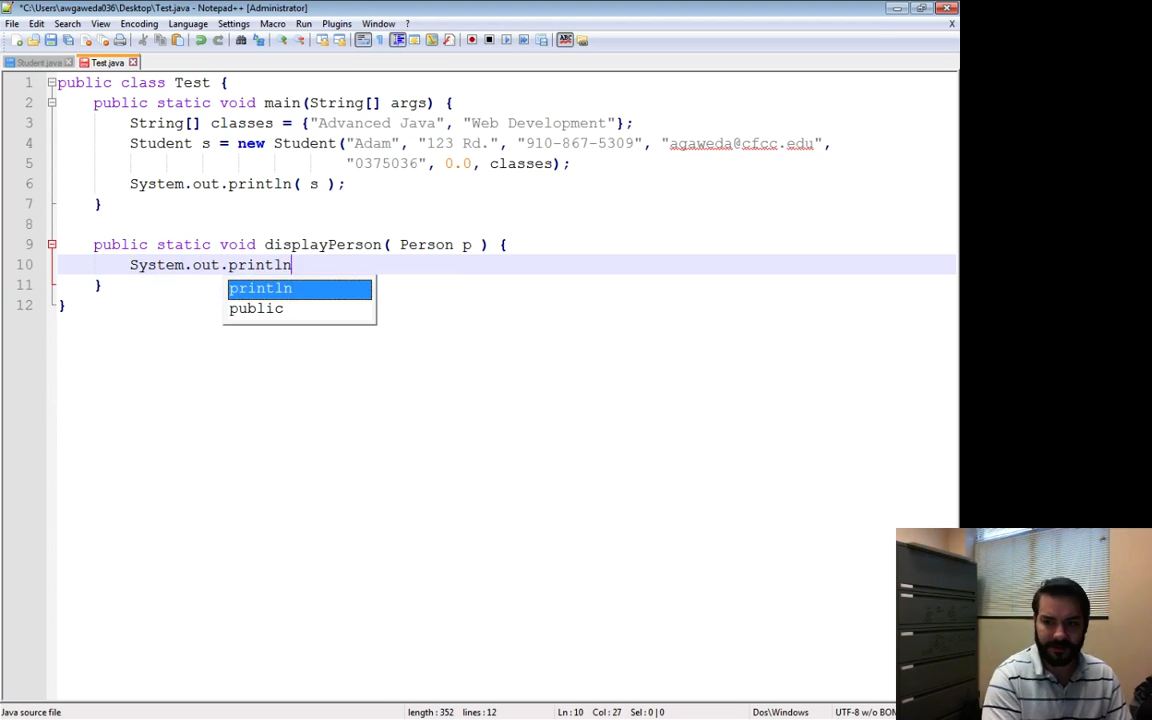 *C:\Users\awgaweda036\Desktop\Test.java - Notepad++ [Administrator]
File Edit Search View Encoding Language Settings Macro Run Plugins Window ? X
Student.java Test.java
1 public class Test {
2 public static void main(String[] args) {
3 String[] classes = {"Advanced Java", "Web Development"};
4 Student s = new Student("Adam", "123 Rd.", "910-867-5309", "agaweda@cfcc.edu",
5 "0375036", 0.0, classes);
6 System.out.println( s );
7 }
8
9 public static void displayPerson( Person p ) {
10 System.out.println
11 }
println
public
12 }
Java source file length : 352 lines : 12 Ln : 10 Col : 27 Sel : 0 | 0 Dos\Windows UTF-8 w/o BOM